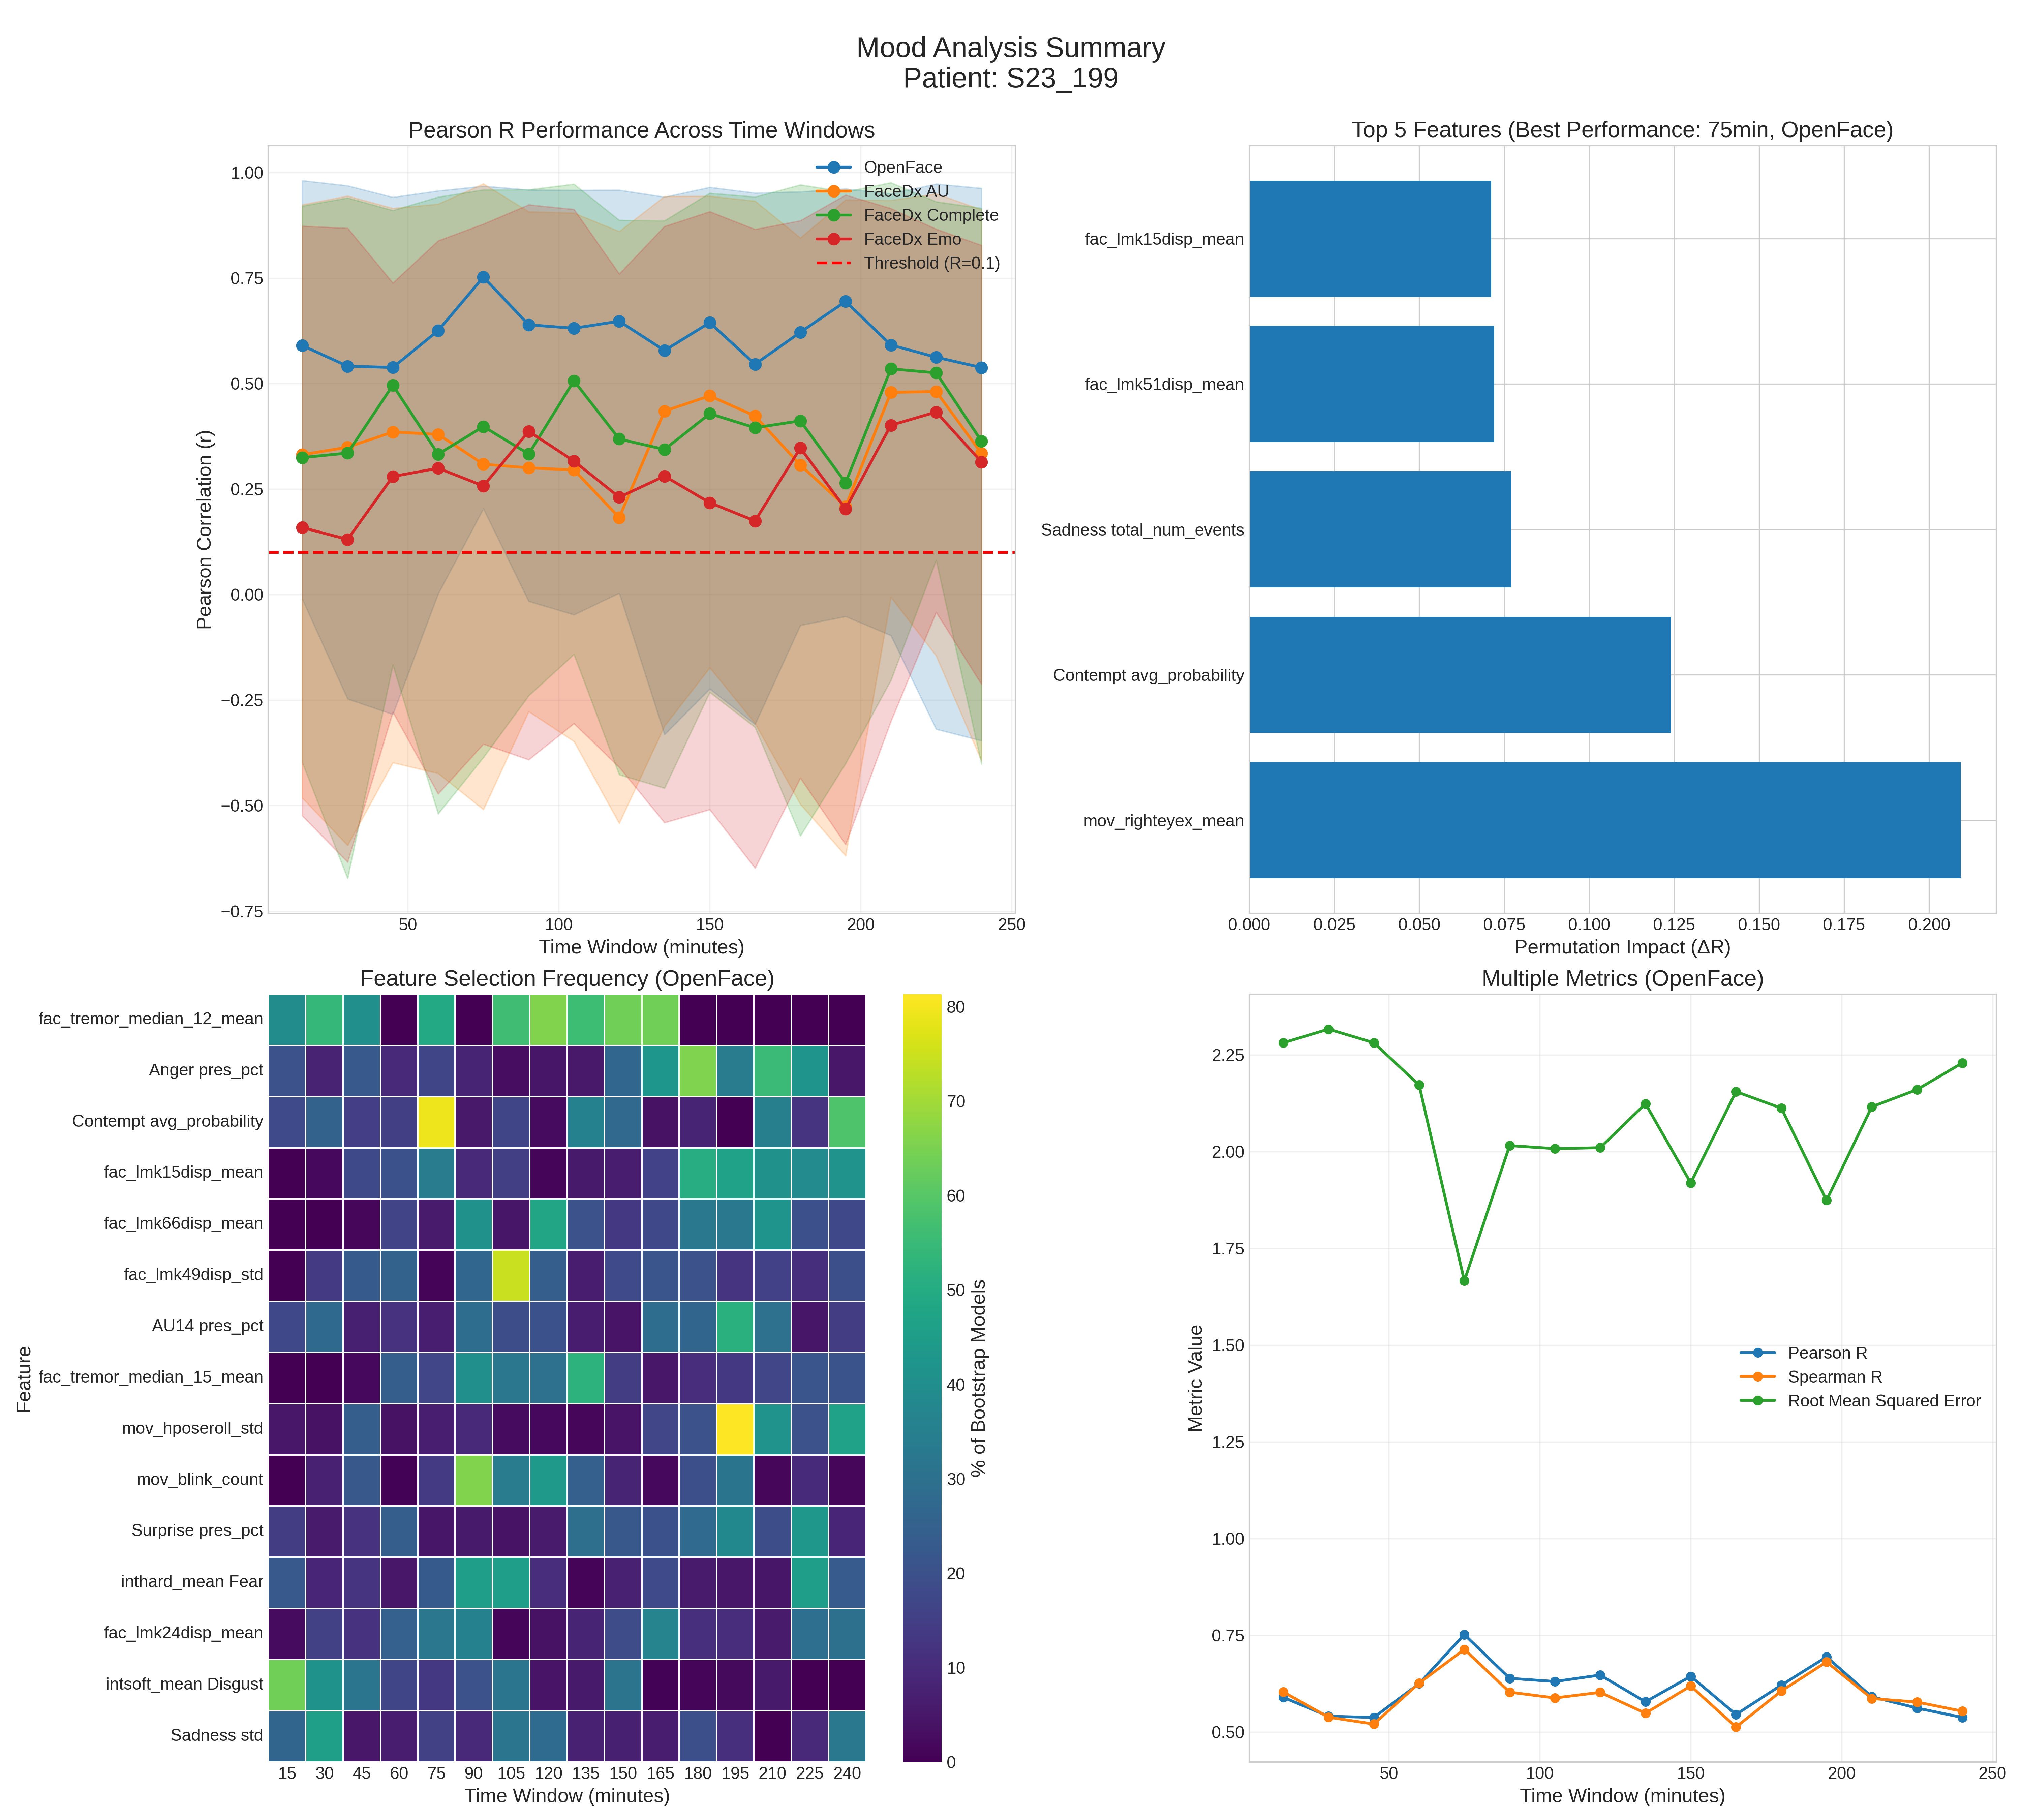 Mood Analysis Summary
Patient: S23_199
Pearson R Performance Across Time Windows
Pearson Correlation (r)
1.00
0.75
0.50
0.25
0.00
−0.25
−0.50
−0.75
OpenFace
FaceDx AU
FaceDx Complete
FaceDx Emo
Threshold (R=0.1)
50
100
150
200
250
Time Window (minutes)
Top 5 Features (Best Performance: 75min, OpenFace)
fac_lmk15disp_mean
fac_lmk51disp_mean
Sadness total_num_events
Contempt avg_probability
mov_righteyex_mean
0.000
0.025
0.050
0.075
0.100
0.125
0.150
0.175
0.200
Permutation Impact (ΔR)
Feature Selection Frequency (OpenFace)
Feature
fac_tremor_median_12_mean
Anger pres_pct
Contempt avg_probability
fac_lmk15disp_mean
fac_lmk66disp_mean
fac_lmk49disp_std
AU14 pres_pct
fac_tremor_median_15_mean
mov_hposeroll_std
mov_blink_count
Surprise pres_pct
inthard_mean Fear
fac_lmk24disp_mean
intsoft_mean Disgust
Sadness std
15
30
45
60
75
90
105
120
135
150
165
180
195
210
225
240
Time Window (minutes)
80
70
60
50
40
30
20
10
0
% of Bootstrap Models
Multiple Metrics (OpenFace)
Metric Value
2.25
2.00
1.75
1.50
1.25
1.00
0.75
0.50
Pearson R
Spearman R
Root Mean Squared Error
50
100
150
200
250
Time Window (minutes)